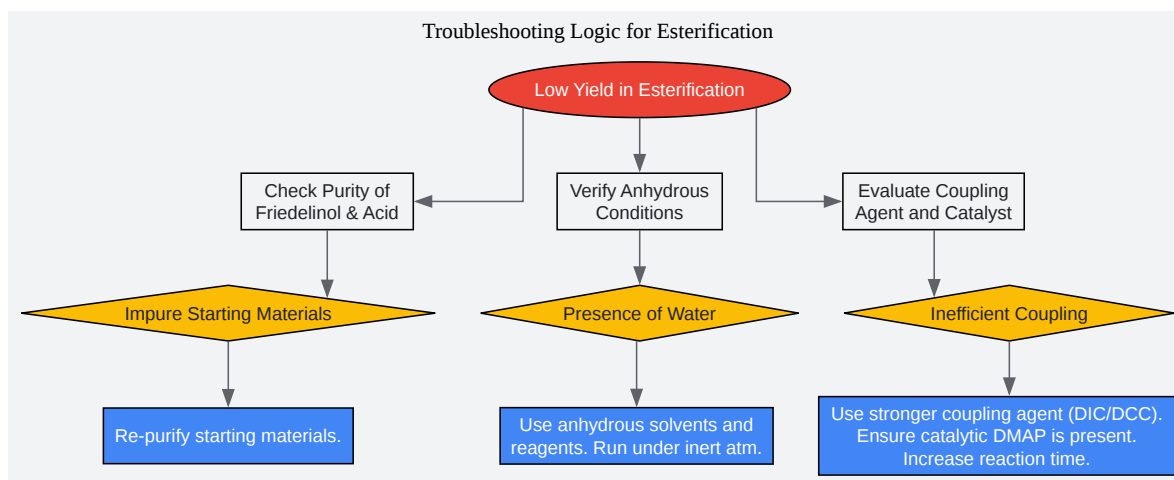 Troubleshooting Logic for Esterification
Low Yield in Esterification
Check Purity of
Friedelinol & Acid
Verify Anhydrous
Conditions
Evaluate Coupling
Agent and Catalyst
Impure Starting Materials
Presence of Water
Inefficient Coupling
Re-purify starting materials.
Use anhydrous solvents and
reagents. Run under inert atm.
Use stronger coupling agent (DIC/DCC).
Ensure catalytic DMAP is present.
Increase reaction time.